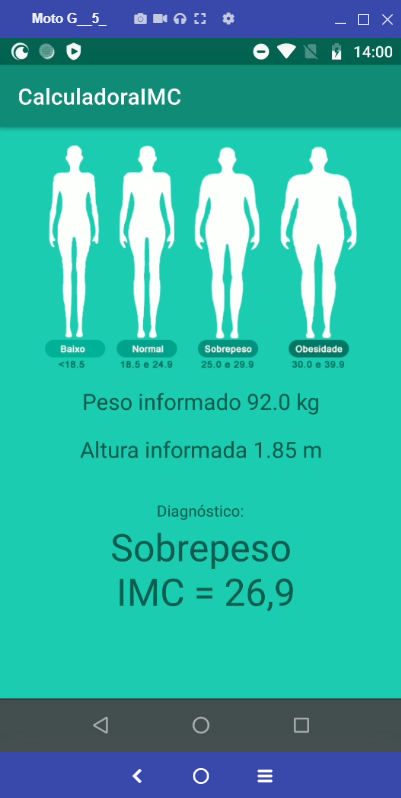 Moto G__5_
14:00
CalculadoraIMC
Baixo Normal Sobrepeso Obesidade
<18.5 18.5 e 24.9 25.0 e 29.9 30.0 e 39.9
Peso informado 92.0 kg
Altura informada 1.85 m
Diagnóstico:
Sobrepeso
IMC = 26,9